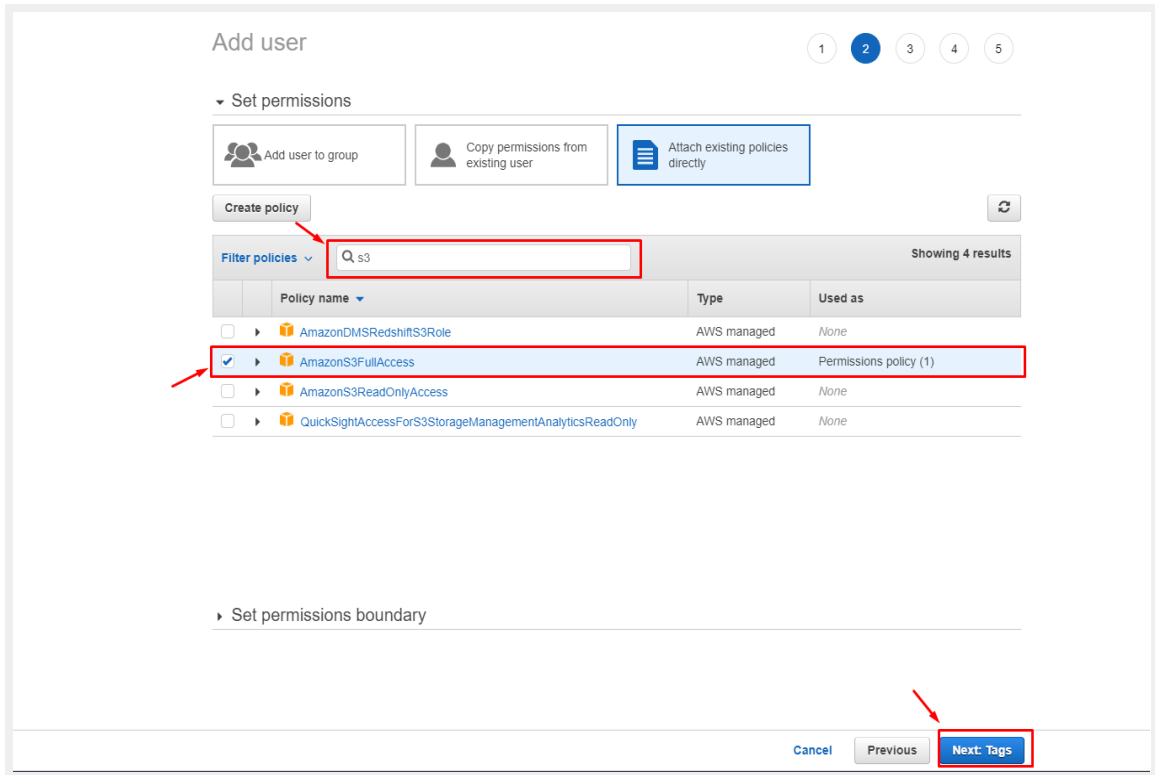 Add user
1 2 3 4 5
Set permissions
Add user to group
Copy permissions from
existing user
Attach existing policies
directly
Create policy
Filter policies
s3
Showing 4 results
Policy name Type Used as
AmazonDMSRedshiftS3Role AWS managed None
AmazonS3FullAccess AWS managed Permissions policy (1)
AmazonS3ReadOnlyAccess AWS managed None
QuickSightAccessForS3StorageManagementAnalyticsReadOnly AWS managed None
Set permissions boundary
Cancel Previous Next: Tags